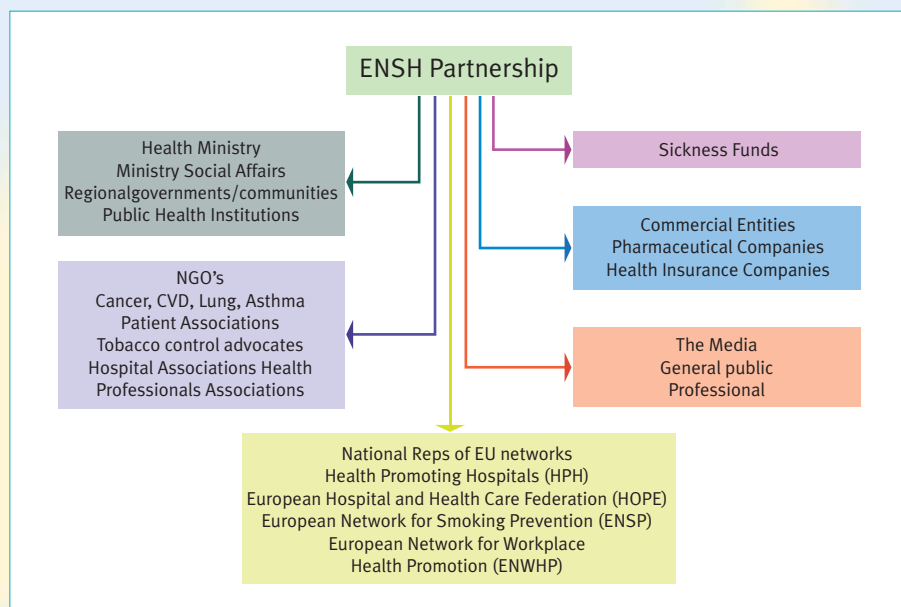 ENSH Partnership
Health Ministry
Ministry Social Affairs
Regionalgovernments/communities
Public Health Institutions
NGO's
Cancer, CVD, Lung, Asthma
Patient Associations
Tobacco control advocates
Hospital Associations Health
Professionals Associations
Sickness Funds
Commercial Entities
Pharmaceutical Companies
Health Insurance Companies
The Media
General public
Professional
National Reps of EU networks
Health Promoting Hospitals (HPH)
European Hospital and Health Care Federation (HOPE)
European Network for Smoking Prevention (ENSP)
European Network for Workplace
Health Promotion (ENWHP)